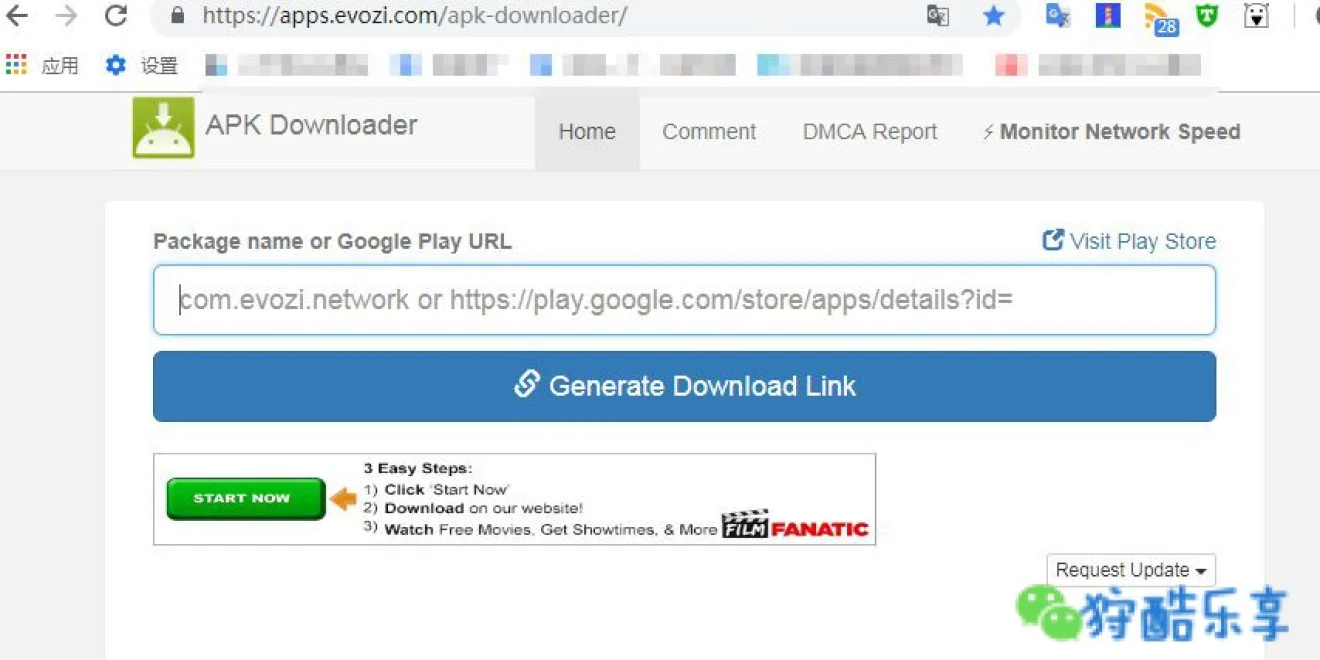 https://apps.evozi.com/apk-downloader/
28
应用 设置
APK Downloader Home Comment DMCA Report ⚡ Monitor Network Speed
Package name or Google Play URL Visit Play Store
com.evozi.network or https://play.google.com/store/apps/details?id=
Generate Download Link
START NOW
3 Easy Steps:
1) Click 'Start Now'
2) Download on our website!
3) Watch Free Movies, Get Showtimes, & More FILM FANATIC
Request Update
狩酷乐享